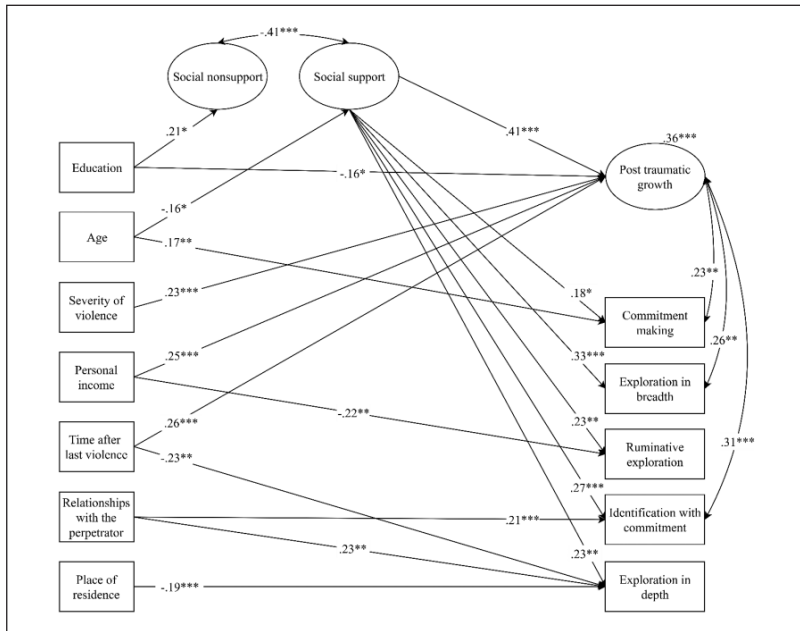 -.41***
Social nonsupport
Social support
.21*
.41***
.36***
Education
Post traumatic
growth
-.16*
-.16*
Age
.17**
.23**
Severity of
violence
.23***
.18*
Commitment
making
.26**
Personal
income
.25***
.33***
Exploration in
breadth
-.22**
.26***
.23**
Time after
last violence
Ruminative
exploration
.31***
-.23**
.27***
Relationships
with the
perpetrator
.21***
Identification with
commitment
.23**
.23**
Place of
residence
-.19***
Exploration in
depth